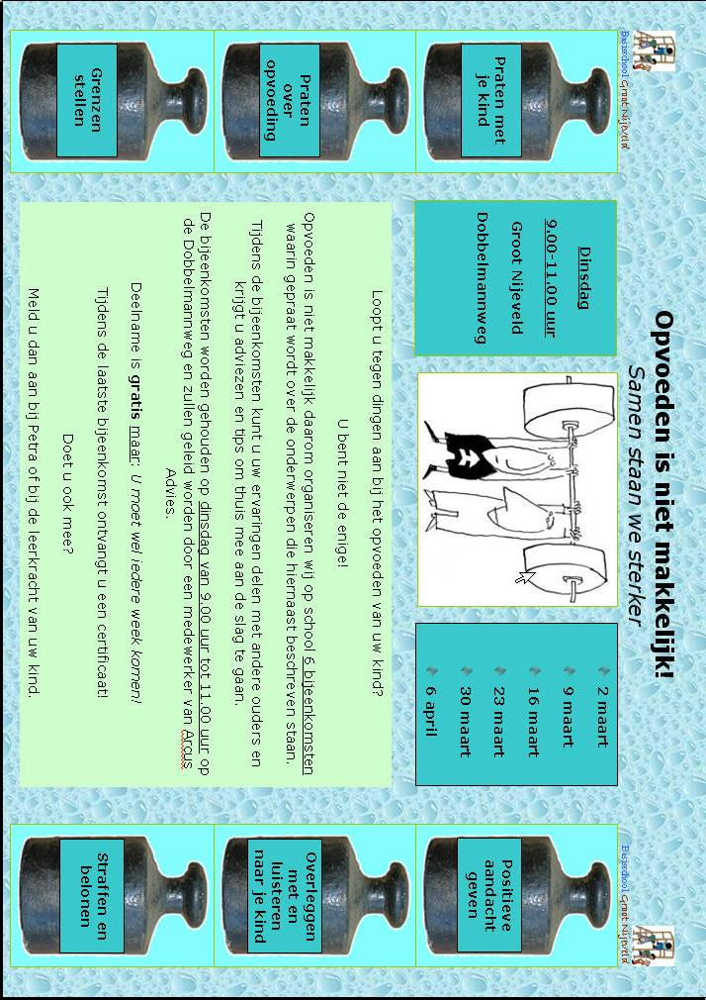 Opvoeden is niet makkelijk!
Samen staan we sterker
Basisschool Groot Nijeveld
Basisschool Groot Nijeveld
Praten met
je kind
Praten
over
opvoeding
Grenzen
stellen
Dinsdag
9.00-11.00 uur
Groot Nijeveld
Dobbelmannweg
2 maart
9 maart
16 maart
23 maart
30 maart
6 april
Positieve
aandacht
geven
Overleggen
met en
luisteren
naar je kind
Straffen en
belonen
Loopt u tegen dingen aan bij het opvoeden van uw kind?
U bent niet de enige!
Opvoeden is niet makkelijk daarom organiseren wij op school 6 bijeenkomsten
waarin gepraat wordt over de onderwerpen die hiernaast beschreven staan.
Tijdens de bijeenkomsten kunt u uw ervaringen delen met andere ouders en
krijgt u adviezen en tips om thuis mee aan de slag te gaan.
De bijeenkomsten worden gehouden op dinsdag van 9.00 uur tot 11.00 uur op
de Dobbelmannweg en zullen geleid worden door een medewerker van Arcus
Advies.
Deelname is gratis maar: U moet wel iedere week komen!
Tijdens de laatste bijeenkomst ontvangt u een certificaat!
Doet u ook mee?
Meld u dan aan bij Petra of bij de leerkracht van uw kind.